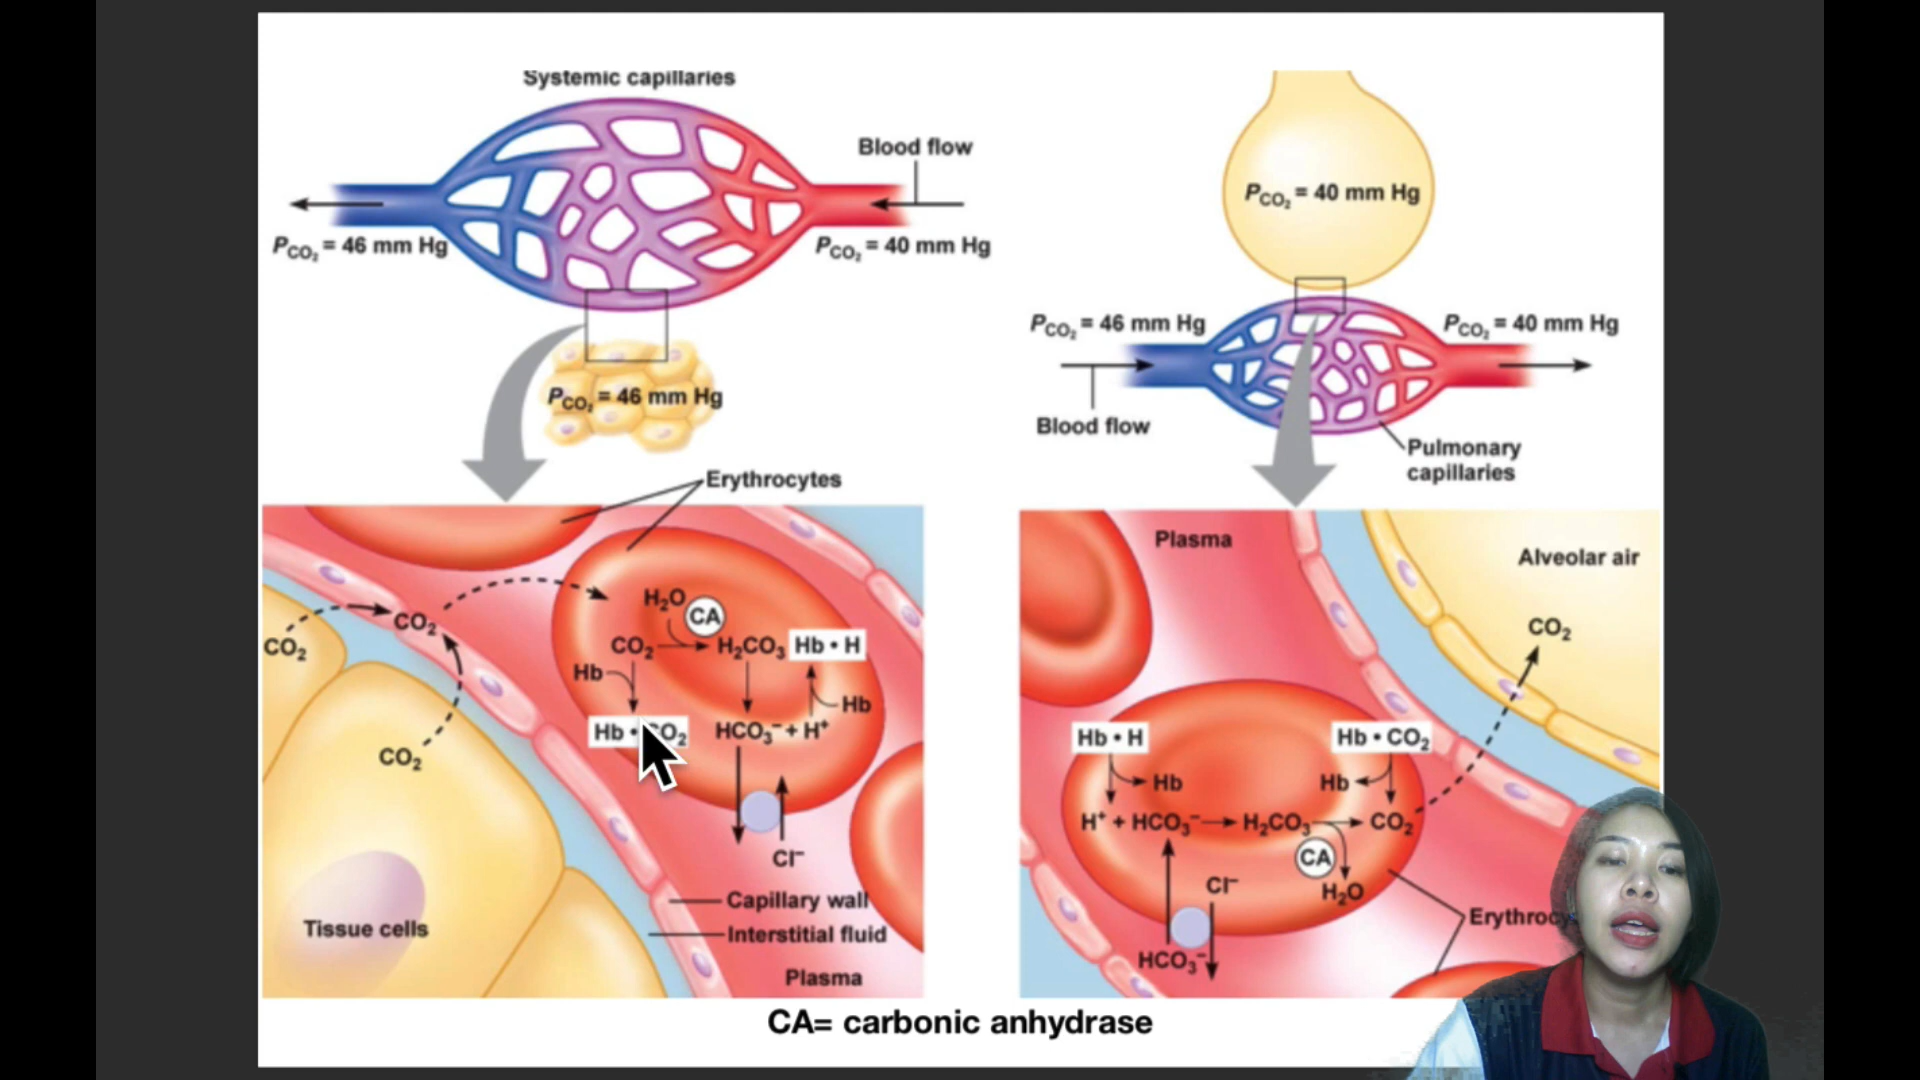 Systemic capillaries
Blood flow
PCO₂ = 46 mm Hg
PCO₂ = 40 mm Hg
PCO₂ = 46 mm Hg
Erythrocytes
CO₂
CO₂
CO₂
H₂O
CA
CO₂
H₂CO₃
Hb • H
Hb
Hb
Hb •
O₂
HCO₃⁻ + H⁺
Cl⁻
Capillary wall
Interstitial fluid
Tissue cells
Plasma
PCO₂ = 40 mm Hg
PCO₂ = 46 mm Hg
PCO₂ = 40 mm Hg
Blood flow
Pulmonary
capillaries
Plasma
Alveolar air
CO₂
Hb • H
Hb • CO₂
Hb
Hb
H⁺ + HCO₃⁻
H₂CO₃
CO₂
CA
Cl⁻
H₂O
HCO₃⁻
Erythroc
CA= carbonic anhydrase